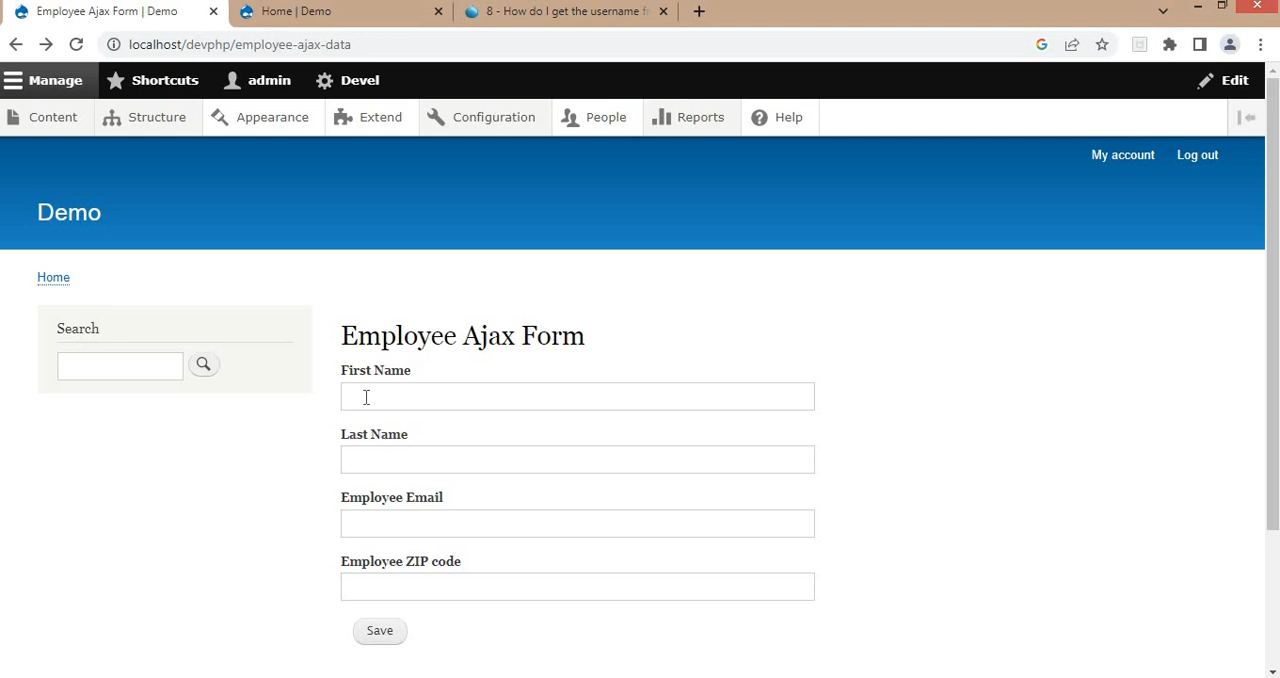 Employee Ajax Form | Demo
Home | Demo
8 - How do I get the username fr
localhost/devphp/employee-ajax-data
Manage
Shortcuts
admin
Devel
Edit
Content
Structure
Appearance
Extend
Configuration
People
Reports
Help
My account
Log out
Demo
Home
Search
Employee Ajax Form
First Name
Last Name
Employee Email
Employee ZIP code
Save